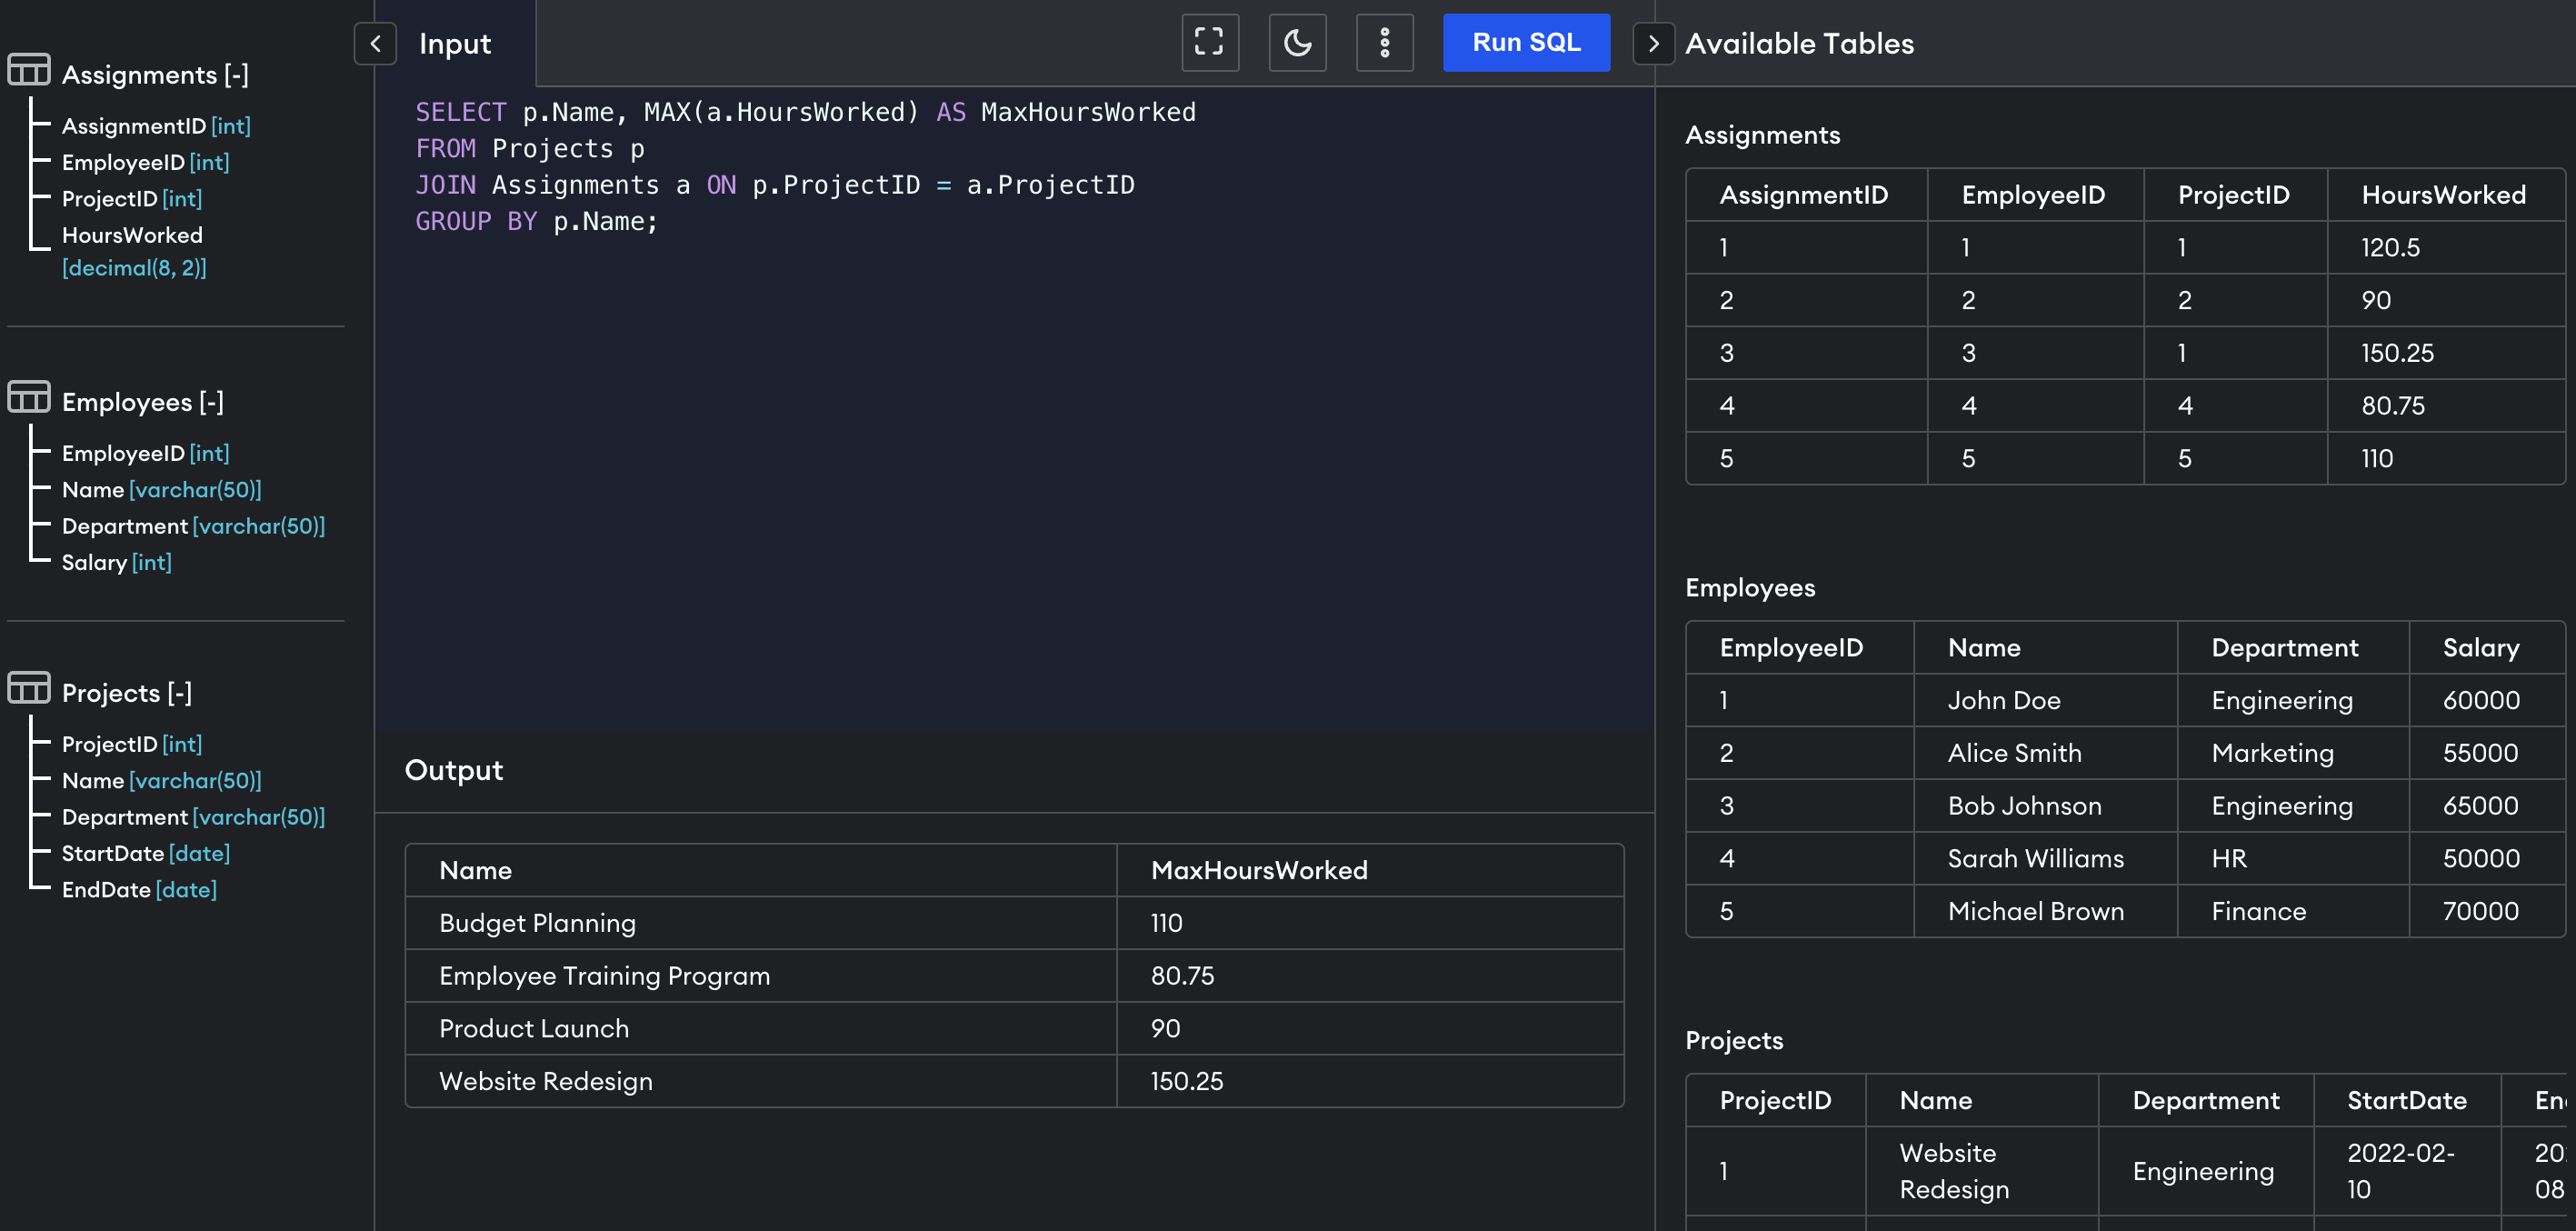 Assignments [-]
AssignmentID [int]
EmployeeID [int]
ProjectID [int]
HoursWorked
[decimal(8, 2)]
Employees [-]
EmployeeID [int]
Name [varchar(50)]
Department [varchar(50)]
Salary [int]
Projects [-]
ProjectID [int]
Name [varchar(50)]
Department [varchar(50)]
StartDate [date]
EndDate [date]
Input
Run SQL
SELECT p.Name, MAX(a.HoursWorked) AS MaxHoursWorked
FROM Projects p
JOIN Assignments a ON p.ProjectID = a.ProjectID
GROUP BY p.Name;
Output
Name MaxHoursWorked
Budget Planning 110
Employee Training Program 80.75
Product Launch 90
Website Redesign 150.25
Available Tables
Assignments
AssignmentID EmployeeID ProjectID HoursWorked
1 1 1 120.5
2 2 2 90
3 3 1 150.25
4 4 4 80.75
5 5 5 110
Employees
EmployeeID Name Department Salary
1 John Doe Engineering 60000
2 Alice Smith Marketing 55000
3 Bob Johnson Engineering 65000
4 Sarah Williams HR 50000
5 Michael Brown Finance 70000
Projects
ProjectID Name Department StartDate
1 Website Redesign Engineering 2022-02-10